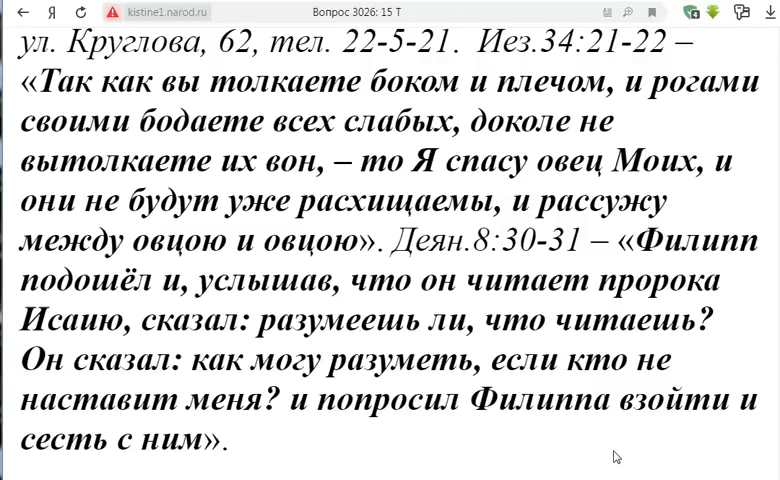 Я kistine1.narod.ru Вопрос 3026: 15 Т 4
ул. Круглова, 62, тел. 22-5-21. Иез.34:21-22 –
«Так как вы толкаете боком и плечом, и рогами
своими бодаете всех слабых, доколе не
вытолкаете их вон, – то Я спасу овец Моих, и
они не будут уже расхищаемы, и рассужу
между овцою и овцою». Деян.8:30-31 – «Филипп
подошёл и, услышав, что он читает пророка
Исаию, сказал: разумеешь ли, что читаешь?
Он сказал: как могу разуметь, если кто не
наставит меня? и попросил Филиппа взойти и
сесть с ним».